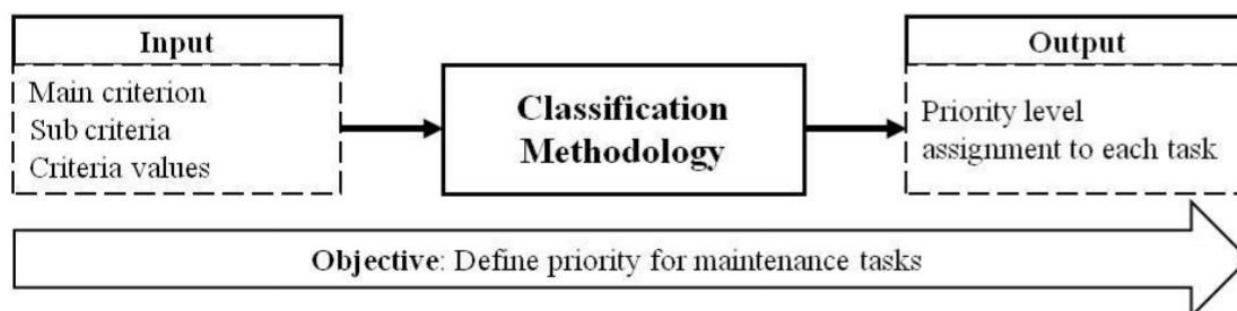 Input
Main criterion
Sub criteria
Criteria values
Classification
Methodology
Output
Priority level
assignment to each task
Objective: Define priority for maintenance tasks